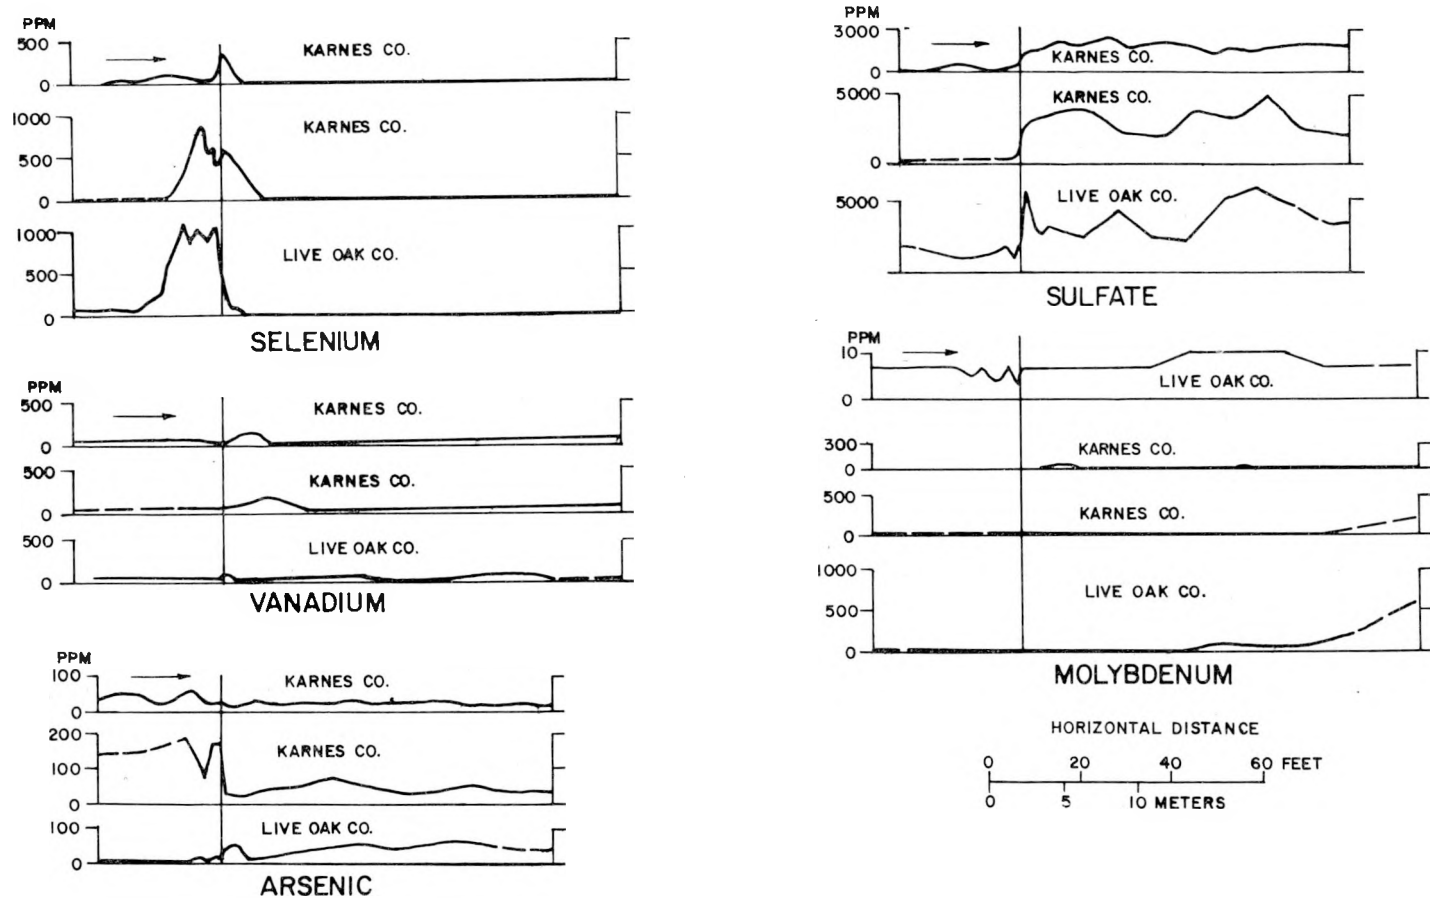 PPM
500
0
KARNES CO.
1000
500
0
KARNES CO.
1000
500
0
LIVE OAK CO.
SELENIUM
PPM
500
0
KARNES CO.
500
0
KARNES CO.
500
0
LIVE OAK CO.
VANADIUM
PPM
100
0
KARNES CO.
200
100
0
KARNES CO.
100
0
LIVE OAK CO.
ARSENIC
PPM
3000
0
KARNES CO.
5000
0
KARNES CO.
5000
LIVE OAK CO.
SULFATE
PPM
10
0
LIVE OAK CO.
300
0
KARNES CO.
500
0
KARNES CO.
1000
500
0
LIVE OAK CO.
MOLYBDENUM
HORIZONTAL DISTANCE
0 20 40 60 FEET
0 5 10 METERS